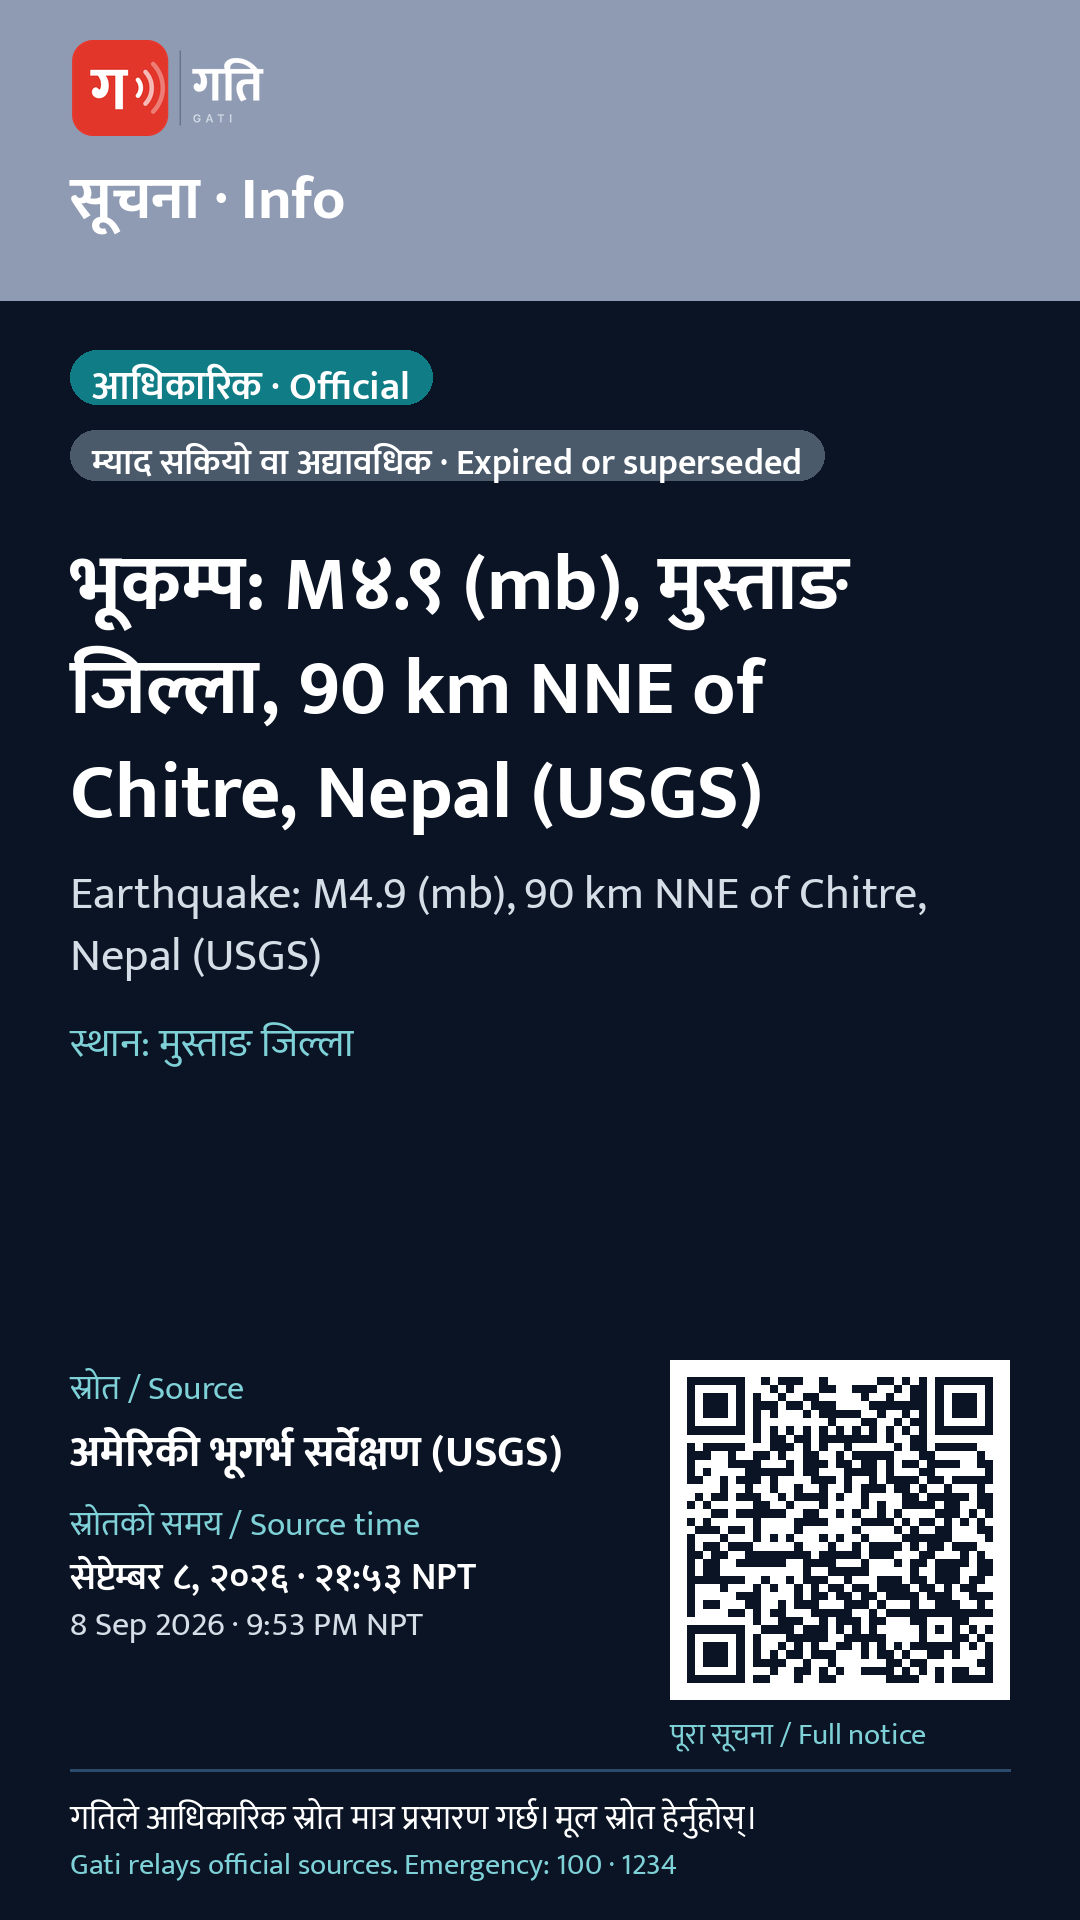 ग
गति
GATI
सूचना · Info
आधिकारिक · Official
म्याद सकियो वा अद्यावधिक · Expired or superseded
भूकम्प: M४.९ (mb), मुस्ताङ
जिल्ला, 90 km NNE of
Chitre, Nepal (USGS)
Earthquake: M4.9 (mb), 90 km NNE of Chitre,
Nepal (USGS)
स्थान: मुस्ताङ जिल्ला
स्रोत / Source
अमेरिकी भूगर्भ सर्वेक्षण (USGS)
स्रोतको समय / Source time
सेप्टेम्बर ८, २०२६ · २१:५३ NPT
8 Sep 2026 · 9:53 PM NPT
पूरा सूचना / Full notice
गतिले आधिकारिक स्रोत मात्र प्रसारण गर्छ। मूल स्रोत हेर्नुहोस्।
Gati relays official sources. Emergency: 100 · 1234